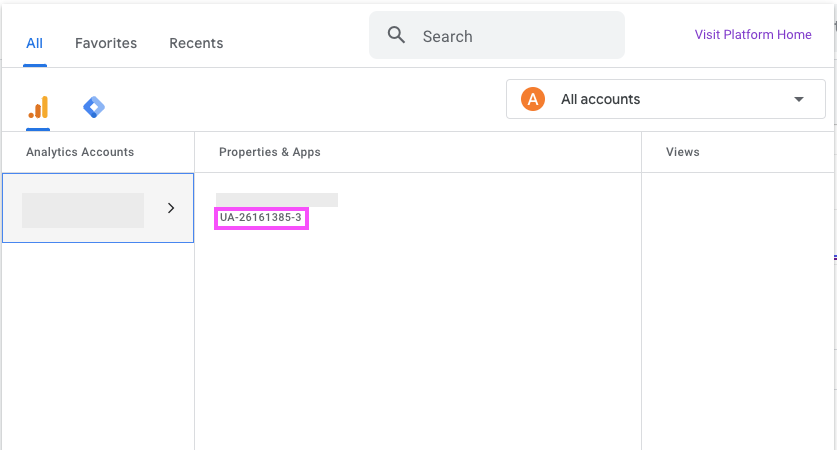 All Favorites Recents Search Visit Platform Home
A All accounts
Analytics Accounts Properties & Apps Views
UA-26161385-3